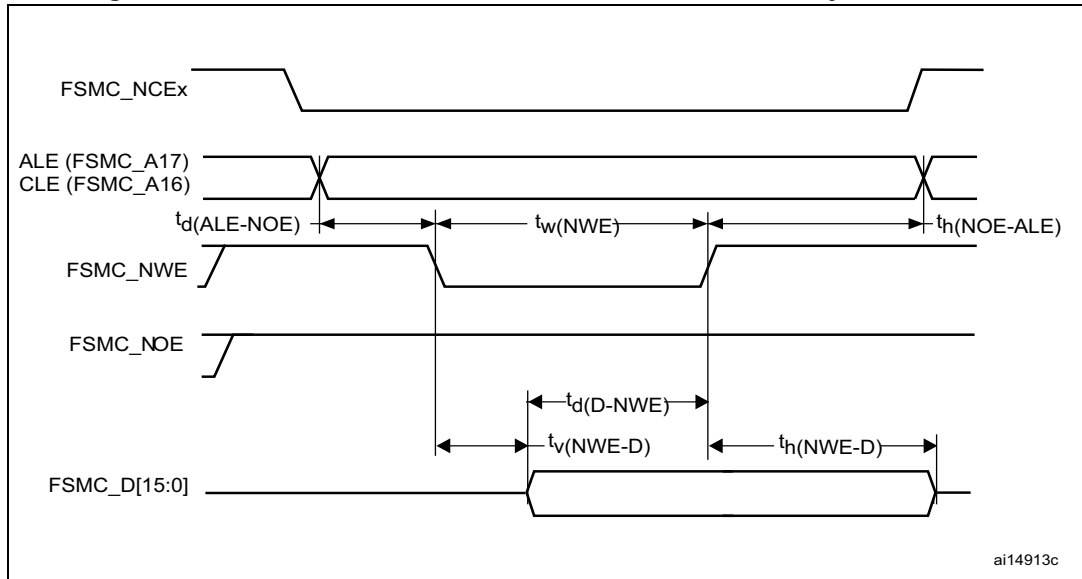 FSMC_NCEx
ALE (FSMC_A17)
CLE (FSMC_A16)
td(ALE-NOE)
tw(NWE)
th(NOE-ALE)
FSMC_NWE
FSMC_NOE
td(D-NWE)
tv(NWE-D)
th(NWE-D)
FSMC_D[15:0]
ai14913c